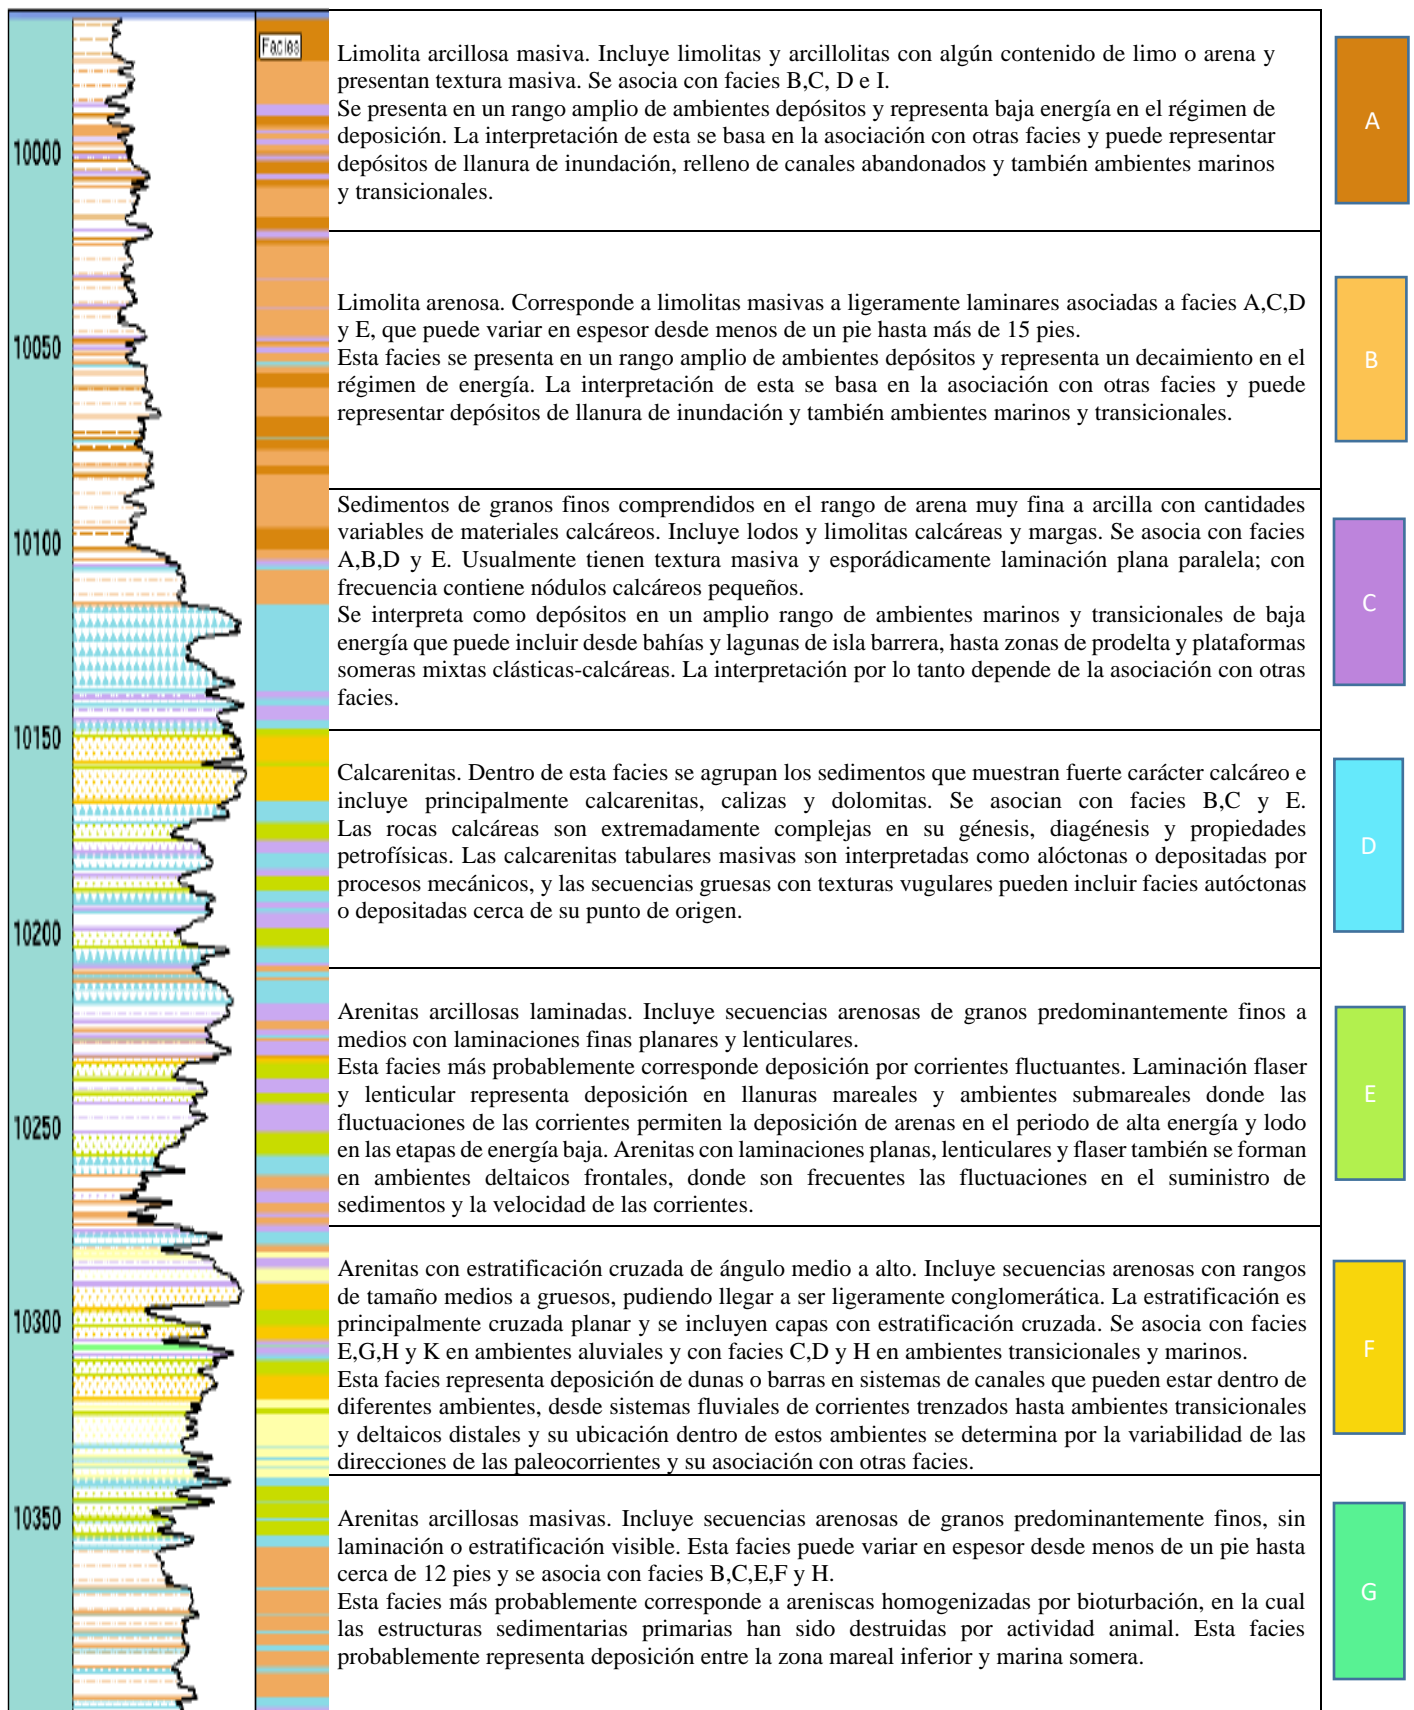 Facies
10000
10050
10100
10150
10200
10250
10300
10350
Limolita arcillosa masiva. Incluye limolitas y arcillolitas con algún contenido de limo o arena y
presentan textura masiva. Se asocia con facies B,C, D e I.
Se presenta en un rango amplio de ambientes depósitos y representa baja energía en el régimen de
deposición. La interpretación de esta se basa en la asociación con otras facies y puede representar
depósitos de llanura de inundación, relleno de canales abandonados y también ambientes marinos
y transicionales.
A
Limolita arenosa. Corresponde a limolitas masivas a ligeramente laminares asociadas a facies A,C,D
y E, que puede variar en espesor desde menos de un pie hasta más de 15 pies.
Esta facies se presenta en un rango amplio de ambientes depósitos y representa un decaimiento en el
régimen de energía. La interpretación de esta se basa en la asociación con otras facies y puede
representar depósitos de llanura de inundación y también ambientes marinos y transicionales.
B
Sedimentos de granos finos comprendidos en el rango de arena muy fina a arcilla con cantidades
variables de materiales calcáreos. Incluye lodos y limolitas calcáreas y margas. Se asocia con facies
A,B,D y E. Usualmente tienen textura masiva y esporádicamente laminación plana paralela; con
frecuencia contiene nódulos calcáreos pequeños.
Se interpreta como depósitos en un amplio rango de ambientes marinos y transicionales de baja
energía que puede incluir desde bahías y lagunas de isla barrera, hasta zonas de prodelta y plataformas
someras mixtas clásticas-calcáreas. La interpretación por lo tanto depende de la asociación con otras
facies.
C
Calcarenitas. Dentro de esta facies se agrupan los sedimentos que muestran fuerte carácter calcáreo e
incluye principalmente calcarenitas, calizas y dolomitas. Se asocian con facies B,C y E.
Las rocas calcáreas son extremadamente complejas en su génesis, diagénesis y propiedades
petrofísicas. Las calcarenitas tabulares masivas son interpretadas como alóctonas o depositadas por
procesos mecánicos, y las secuencias gruesas con texturas vugulares pueden incluir facies autóctonas
o depositadas cerca de su punto de origen.
D
Arenitas arcillosas laminadas. Incluye secuencias arenosas de granos predominantemente finos a
medios con laminaciones finas planares y lenticulares.
Esta facies más probablemente corresponde deposición por corrientes fluctuantes. Laminación flaser
y lenticular representa deposición en llanuras mareales y ambientes submareales donde las
fluctuaciones de las corrientes permiten la deposición de arenas en el periodo de alta energía y lodo
en las etapas de energía baja. Arenitas con laminaciones planas, lenticulares y flaser también se forman
en ambientes deltaicos frontales, donde son frecuentes las fluctuaciones en el suministro de
sedimentos y la velocidad de las corrientes.
E
Arenitas con estratificación cruzada de ángulo medio a alto. Incluye secuencias arenosas con rangos
de tamaño medios a gruesos, pudiendo llegar a ser ligeramente conglomerática. La estratificación es
principalmente cruzada planar y se incluyen capas con estratificación cruzada. Se asocia con facies
E,G,H y K en ambientes aluviales y con facies C,D y H en ambientes transicionales y marinos.
Esta facies representa deposición de dunas o barras en sistemas de canales que pueden estar dentro de
diferentes ambientes, desde sistemas fluviales de corrientes trenzados hasta ambientes transicionales
y deltaicos distales y su ubicación dentro de estos ambientes se determina por la variabilidad de las
direcciones de las paleocorrientes y su asociación con otras facies.
F
Arenitas arcillosas masivas. Incluye secuencias arenosas de granos predominantemente finos, sin
laminación o estratificación visible. Esta facies puede variar en espesor desde menos de un pie hasta
cerca de 12 pies y se asocia con facies B,C,E,F y H.
Esta facies más probablemente corresponde a areniscas homogenizadas por bioturbación, en la cual
las estructuras sedimentarias primarias han sido destruidas por actividad animal. Esta facies
probablemente representa deposición entre la zona mareal inferior y marina somera.
G